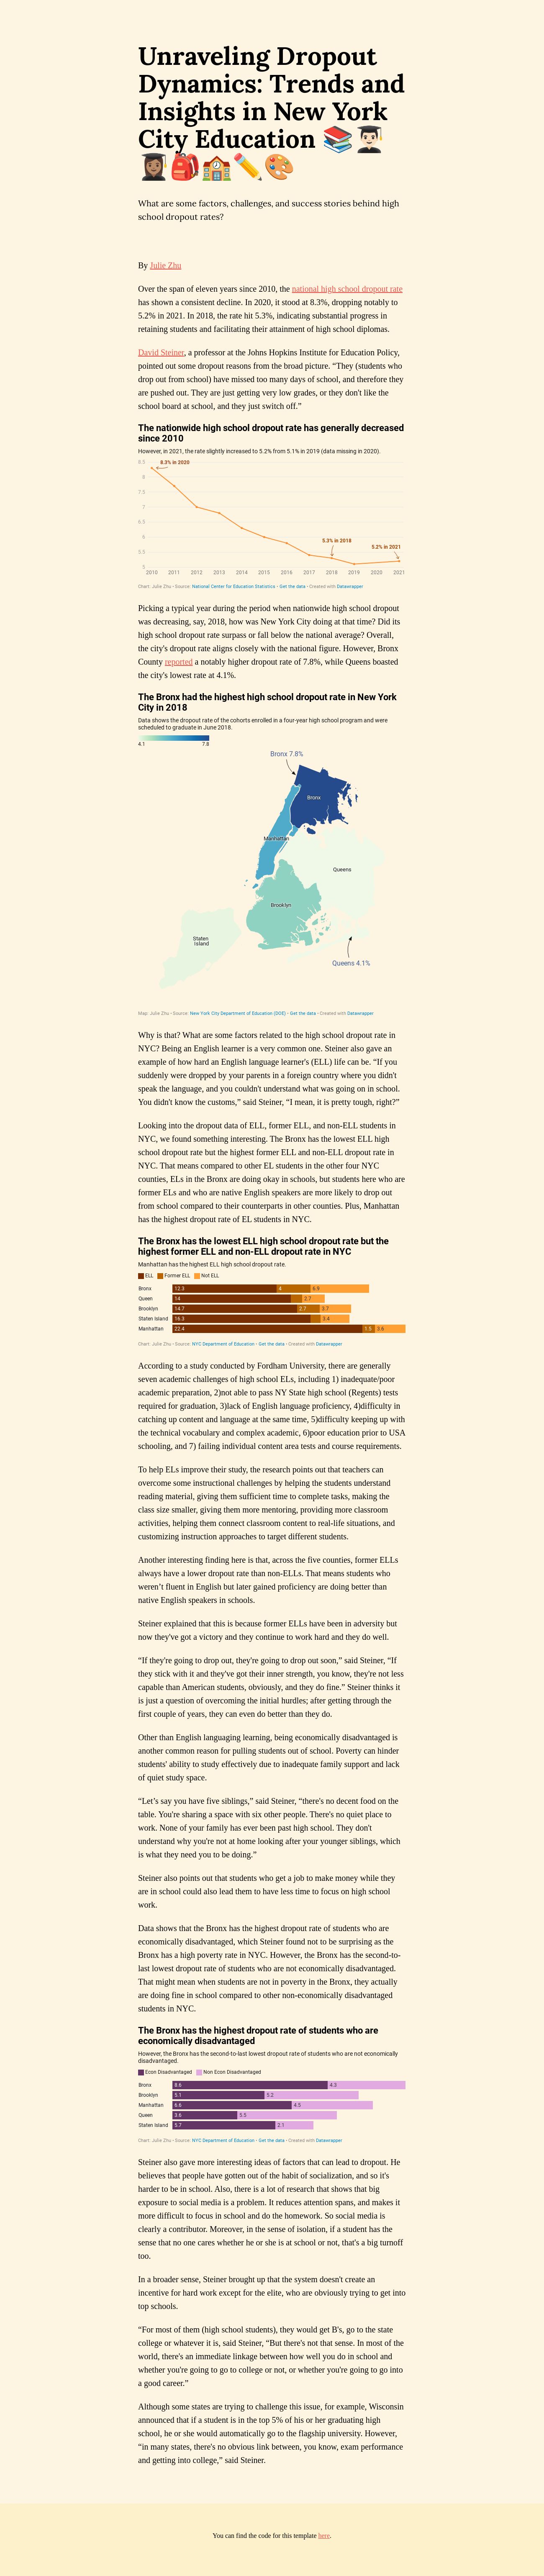 Unraveling Dropout
Dynamics: Trends and
Insights in New York
City Education
What are some factors, challenges, and success stories behind high
school dropout rates?
By Julie Zhu
Over the span of eleven years since 2010, the national high school dropout rate
has shown a consistent decline. In 2020, it stood at 8.3%, dropping notably to
5.2% in 2021. In 2018, the rate hit 5.3%, indicating substantial progress in
retaining students and facilitating their attainment of high school diplomas.
David Steiner, a professor at the Johns Hopkins Institute for Education Policy,
pointed out some dropout reasons from the broad picture. “They (students who
drop out from school) have missed too many days of school, and therefore they
are pushed out. They are just getting very low grades, or they don't like the
school board at school, and they just switch off.”
The nationwide high school dropout rate has generally decreased
since 2010
However, in 2021, the rate slightly increased to 5.2% from 5.1% in 2019 (data missing in 2020).
8.5
8.3% in 2020
8
7.5
7
6.5
6
5.3% in 2018
5.2% in 2021
5.5
5
2010 2011 2012 2013 2014 2015 2016 2017 2018 2019 2020 2021
Chart: Julie Zhu • Source: National Center for Education Statistics • Get the data • Created with Datawrapper
Picking a typical year during the period when nationwide high school dropout
was decreasing, say, 2018, how was New York City doing at that time? Did its
high school dropout rate surpass or fall below the national average? Overall,
the city's dropout rate aligns closely with the national figure. However, Bronx
County reported a notably higher dropout rate of 7.8%, while Queens boasted
the city's lowest rate at 4.1%.
The Bronx had the highest high school dropout rate in New York
City in 2018
Data shows the dropout rate of the cohorts enrolled in a four-year high school program and were
scheduled to graduate in June 2018.
4.1 7.8
Bronx 7.8%
Bronx
Manhattan
Queens
Brooklyn
Staten
Island
Queens 4.1%
Map: Julie Zhu • Source: New York City Department of Education (DOE) • Get the data • Created with Datawrapper
Why is that? What are some factors related to the high school dropout rate in
NYC? Being an English learner is a very common one. Steiner also gave an
example of how hard an English language learner's (ELL) life can be. “If you
suddenly were dropped by your parents in a foreign country where you didn't
speak the language, and you couldn't understand what was going on in school.
You didn't know the customs,” said Steiner, “I mean, it is pretty tough, right?”
Looking into the dropout data of ELL, former ELL, and non-ELL students in
NYC, we found something interesting. The Bronx has the lowest ELL high
school dropout rate but the highest former ELL and non-ELL dropout rate in
NYC. That means compared to other EL students in the other four NYC
counties, ELs in the Bronx are doing okay in schools, but students here who are
former ELs and who are native English speakers are more likely to drop out
from school compared to their counterparts in other counties. Plus, Manhattan
has the highest dropout rate of EL students in NYC.
The Bronx has the lowest ELL high school dropout rate but the
highest former ELL and non-ELL dropout rate in NYC
Manhattan has the highest ELL high school dropout rate.
ELL Former ELL Not ELL
Bronx 12.3 4 6.9
Queen 14 2.7
Brooklyn 14.7 2.7 3.7
Staten Island 16.3 3.4
Manhattan 22.4 1.5 3.6
Chart: Julie Zhu • Source: NYC Department of Education • Get the data • Created with Datawrapper
According to a study conducted by Fordham University, there are generally
seven academic challenges of high school ELs, including 1) inadequate/poor
academic preparation, 2)not able to pass NY State high school (Regents) tests
required for graduation, 3)lack of English language proficiency, 4)difficulty in
catching up content and language at the same time, 5)difficulty keeping up with
the technical vocabulary and complex academic, 6)poor education prior to USA
schooling, and 7) failing individual content area tests and course requirements.
To help ELs improve their study, the research points out that teachers can
overcome some instructional challenges by helping the students understand
reading material, giving them sufficient time to complete tasks, making the
class size smaller, giving them more mentoring, providing more classroom
activities, helping them connect classroom content to real-life situations, and
customizing instruction approaches to target different students.
Another interesting finding here is that, across the five counties, former ELLs
always have a lower dropout rate than non-ELLs. That means students who
weren’t fluent in English but later gained proficiency are doing better than
native English speakers in schools.
Steiner explained that this is because former ELLs have been in adversity but
now they've got a victory and they continue to work hard and they do well.
“If they're going to drop out, they're going to drop out soon,” said Steiner, “If
they stick with it and they've got their inner strength, you know, they're not less
capable than American students, obviously, and they do fine.” Steiner thinks it
is just a question of overcoming the initial hurdles; after getting through the
first couple of years, they can even do better than they do.
Other than English languaging learning, being economically disadvantaged is
another common reason for pulling students out of school. Poverty can hinder
students' ability to study effectively due to inadequate family support and lack
of quiet study space.
“Let’s say you have five siblings,” said Steiner, “there's no decent food on the
table. You're sharing a space with six other people. There's no quiet place to
work. None of your family has ever been past high school. They don't
understand why you're not at home looking after your younger siblings, which
is what they need you to be doing.”
Steiner also points out that students who get a job to make money while they
are in school could also lead them to have less time to focus on high school
work.
Data shows that the Bronx has the highest dropout rate of students who are
economically disadvantaged, which Steiner found not to be surprising as the
Bronx has a high poverty rate in NYC. However, the Bronx has the second-to-
last lowest dropout rate of students who are not economically disadvantaged.
That might mean when students are not in poverty in the Bronx, they actually
are doing fine in school compared to other non-economically disadvantaged
students in NYC.
The Bronx has the highest dropout rate of students who are
economically disadvantaged
However, the Bronx has the second-to-last lowest dropout rate of students who are not economically
disadvantaged.
Econ Disadvantaged Non Econ Disadvantaged
Bronx 8.6 4.3
Brooklyn 5.1 5.2
Manhattan 6.6 4.5
Queen 3.6 5.5
Staten Island 5.7 2.1
Chart: Julie Zhu • Source: NYC Department of Education • Get the data • Created with Datawrapper
Steiner also gave more interesting ideas of factors that can lead to dropout. He
believes that people have gotten out of the habit of socialization, and so it's
harder to be in school. Also, there is a lot of research that shows that big
exposure to social media is a problem. It reduces attention spans, and makes it
more difficult to focus in school and do the homework. So social media is
clearly a contributor. Moreover, in the sense of isolation, if a student has the
sense that no one cares whether he or she is at school or not, that's a big turnoff
too.
In a broader sense, Steiner brought up that the system doesn't create an
incentive for hard work except for the elite, who are obviously trying to get into
top schools.
“For most of them (high school students), they would get B's, go to the state
college or whatever it is, said Steiner, “But there's not that sense. In most of the
world, there's an immediate linkage between how well you do in school and
whether you're going to go to college or not, or whether you're going to go into
a good career.”
Although some states are trying to challenge this issue, for example, Wisconsin
announced that if a student is in the top 5% of his or her graduating high
school, he or she would automatically go to the flagship university. However,
“in many states, there's no obvious link between, you know, exam performance
and getting into college,” said Steiner.
You can find the code for this template here.